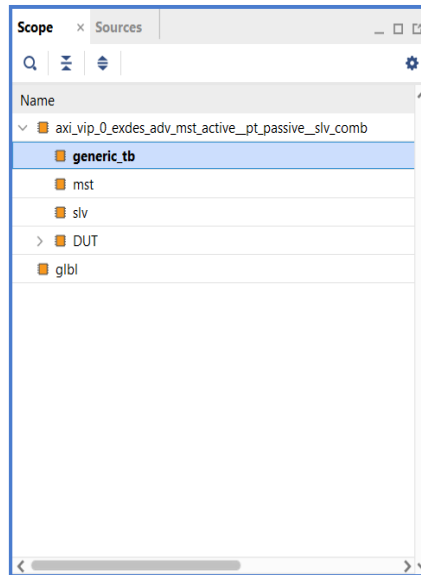 Scope × Sources
Name
axi_vip_0_exdes_adv_mst_active__pt_passive__slv_comb
generic_tb
mst
slv
DUT
glbl